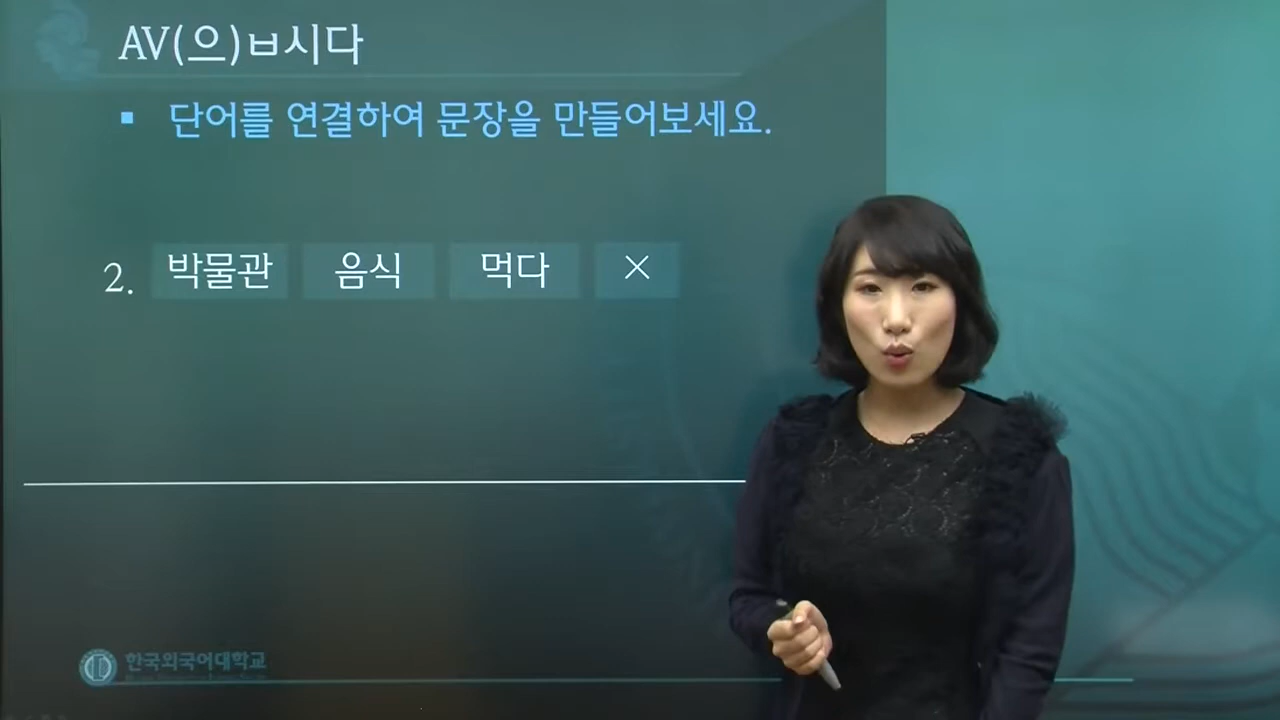 AV(으)ㅂ시다
▪ 단어를 연결하여 문장을 만들어보세요.
2. 박물관 음식 먹다 ×
한국외국어대학교